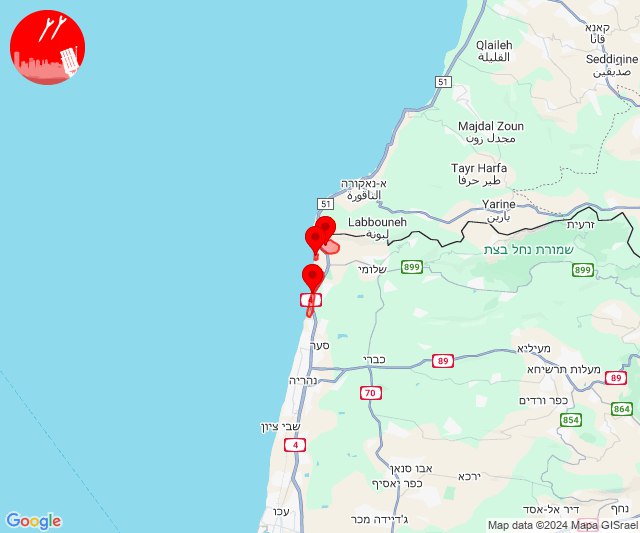 קאנא
قانا
Qlaileh
القليلة
Seddiqine
صديقين
51
Majdal Zoun
مجدل زون
Tayr Harfa
طير حرفا
א-נאקורה
الناقورة
51
Yarine
يارين
Labbouneh
لبونة
זרעית
שמורת נחל בצת
שלומי
899
899
4
סער
כברי
89
מעיליא
מעלות תרשיחא
89
נהריה
70
כפר ורדים
864
854
שבי ציון
4
אבו סנאן
ירכא
כפר יאסיף
עכו
ג'דיידה מכר
דיר אל-אסד
נחף
Google
Map data ©2024 Mapa GISrael